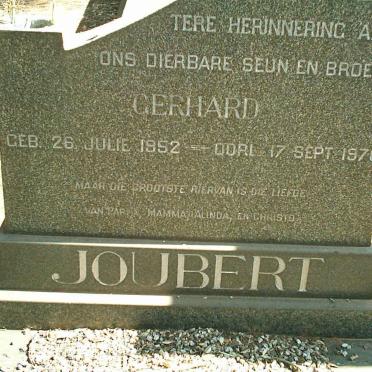 TERE HERINNERING A
ONS DIERBARE SEUN EN BROE
GERHARD
GEB. 26 JULIE 1952 — OORL. 17 SEPT. 197
MAAR DIE GROOTSTE HIERVAN IS DIE LIEFDE
VAN PAPPA, MAMMA, ALINDA, EN CHRISTO
JOUBERT